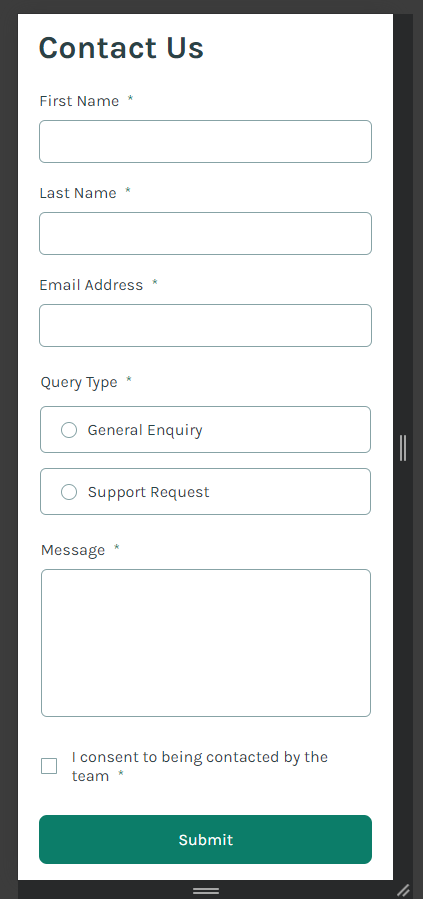 Contact Us
First Name *
Last Name *
Email Address *
Query Type *
General Enquiry
Support Request
Message *
I consent to being contacted by the
team *
Submit